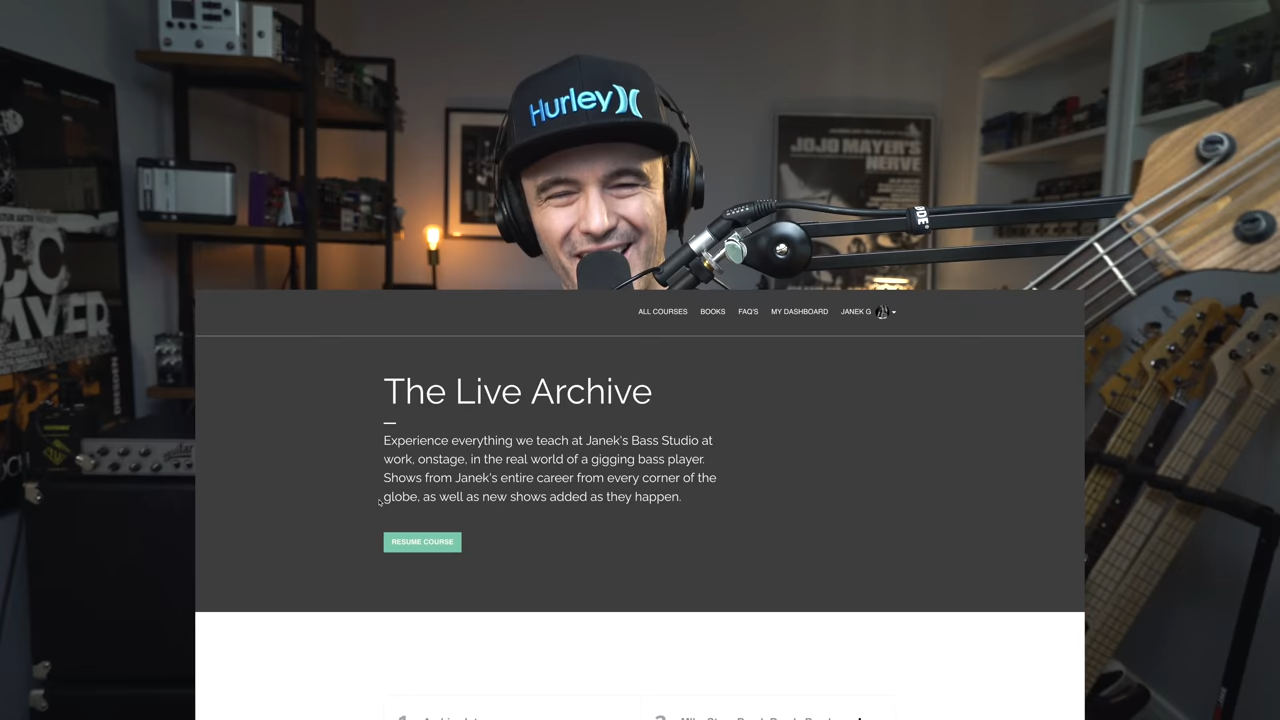 Hurley
JOJO MAYER'S
NERVE
RØDE
DRESDEN
ALL COURSES BOOKS FAQ'S MY DASHBOARD JANEK G
The Live Archive
Experience everything we teach at Janek's Bass Studio at
work, onstage, in the real world of a gigging bass player.
Shows from Janek's entire career from every corner of the
globe, as well as new shows added as they happen.
RESUME COURSE